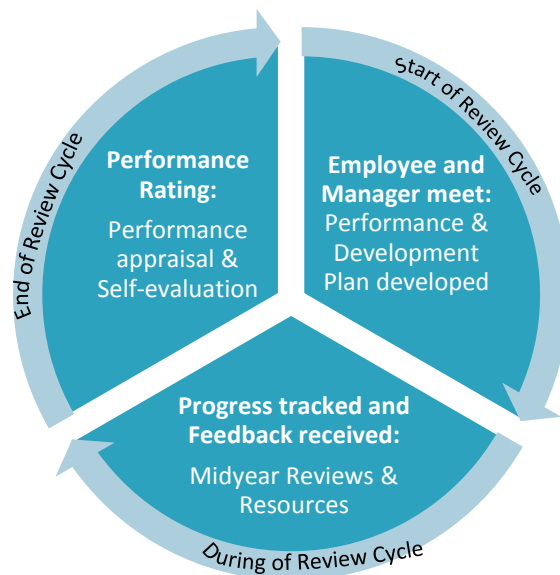 Start of Review Cycle
Employee and
Manager meet:
Performance &
Development
Plan developed
During of Review Cycle
Progress tracked and
Feedback received:
Midyear Reviews &
Resources
End of Review Cycle
Performance
Rating:
Performance
appraisal &
Self-evaluation